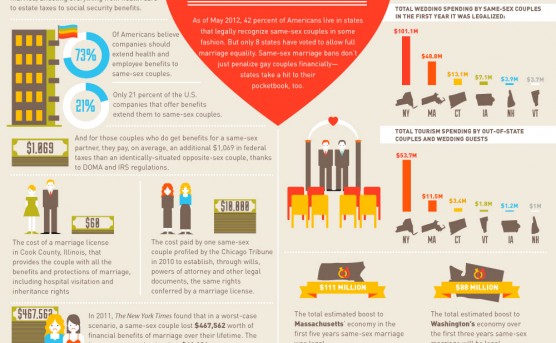 to estate taxes to social security benefits.
73%
Of Americans believe
companies should
extend health and
employee benefits to
same-sex couples.
21%
Only 21 percent of the U.S.
companies that offer benefits
extend them to same-sex couples.
$1,069
And for those couples who do get benefits for a same-sex
partner, they pay, on average, an additional $1,069 in federal
taxes than an identically-situated opposite-sex couple, thanks
to DOMA and IRS regulations.
$60
The cost of a marriage license
in Cook County, Illinois, that
provides the couple with all the
benefits and protections of marriage,
including hospital visitation and
inheritance rights
$10,000
The cost paid by one same-sex
couple profiled by the Chicago Tribune
in 2010 to establish, through wills,
powers of attorney and other legal
documents, the same rights
conferred by a marriage license.
$467,562
In 2011, The New York Times found that in a worst-case
scenario, a same-sex couple lost $467,562 worth of
financial benefits of marriage over their lifetime. The
As of May 2012, 42 percent of Americans live in states
that legally recognize same-sex couples in some
fashion. But only 8 states have voted to allow full
marriage equality. Same-sex marriage bans don't
just penalize gay couples financially—
states take a hit to their
pocketbook, too.
TOTAL WEDDING SPENDING BY SAME-SEX COUPLES
IN THE FIRST YEAR IT WAS LEGALIZED:
$101.1M
$48.8M
$13.1M
$7.1M
$3.9M
$3.7M
NY MA CT IA NH VT
TOTAL TOURISM SPENDING BY OUT-OF-STATE
COUPLES AND WEDDING GUESTS
$53.7M
$11.5M
$3.4M
$1.8M
$1.2M
$1M
NY MA CT VT IA NH
$111 MILLION
The total estimated boost to
Massachusetts' economy in the
first five years same-sex marriage
$88 MILLION
The total estimated boost to
Washington's economy over
the first three years same-sex